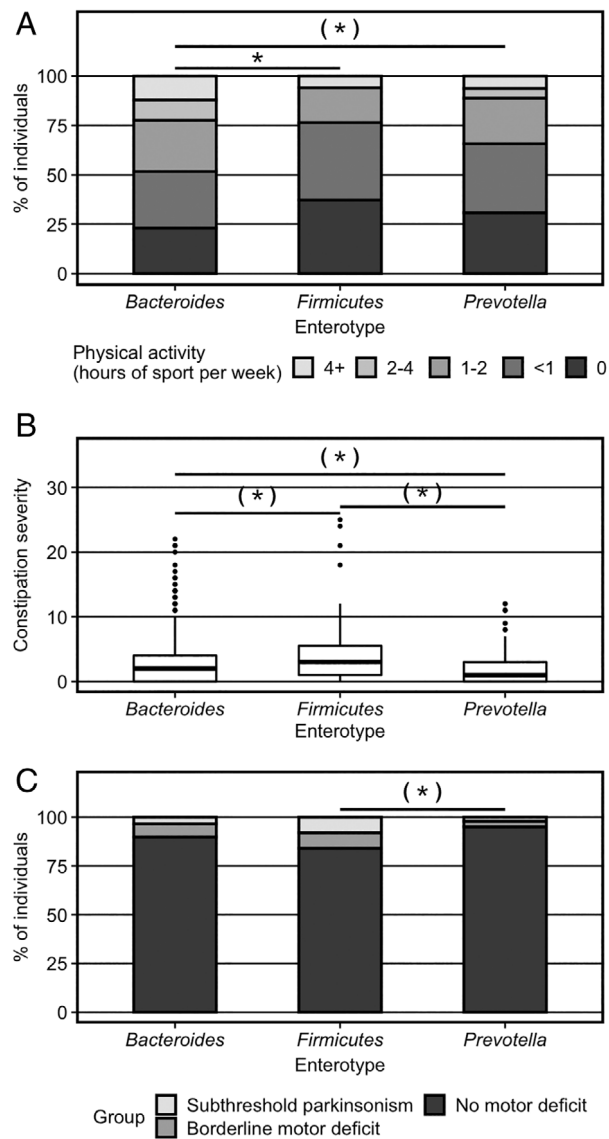 A
( * )
*
100
75
50
25
0
% of individuals
Bacteroides Firmicutes Prevotella
Enterotype
Physical activity
(hours of sport per week) 4+ 2-4 1-2 <1 0
B
( * )
( * ) ( * )
30
20
10
0
Constipation severity
Bacteroides Firmicutes Prevotella
Enterotype
C
( * )
100
75
50
25
0
% of individuals
Bacteroides Firmicutes Prevotella
Enterotype
Group Subthreshold parkinsonism No motor deficit
Borderline motor deficit